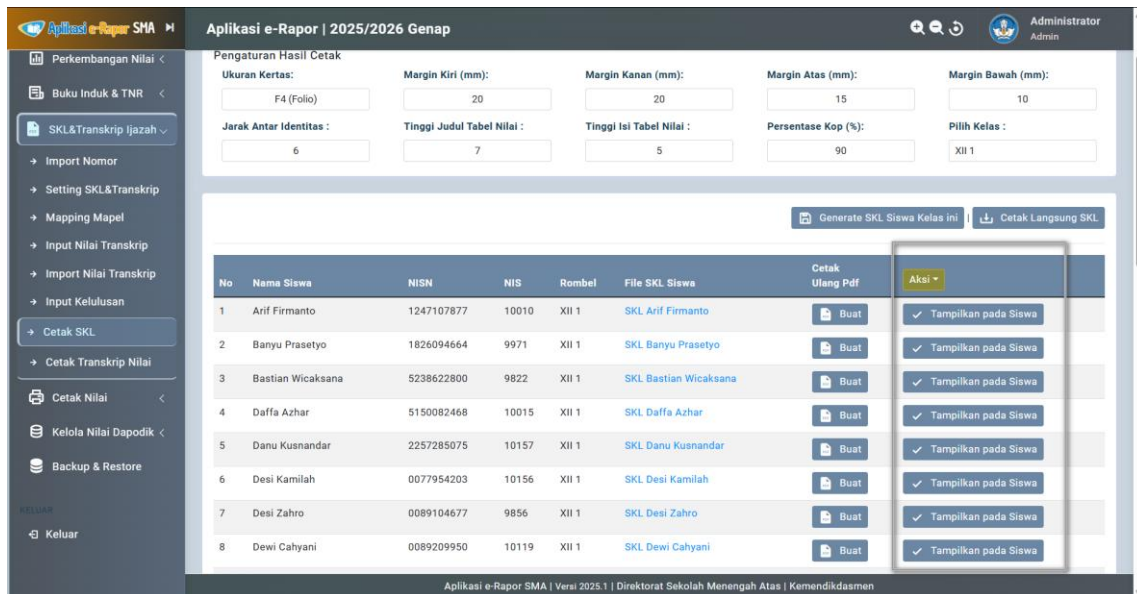 Aplikasi e-Rapor SMA
Aplikasi e-Rapor | 2025/2026 Genap
Administrator
Admin
Perkembangan Nilai
Buku Induk & TNR
SKL&Transkrip Ijazah
Import Nomor
Setting SKL&Transkrip
Mapping Mapel
Input Nilai Transkrip
Import Nilai Transkrip
Input Kelulusan
Cetak SKL
Cetak Transkrip Nilai
Cetak Nilai
Kelola Nilai Dapodik
Backup & Restore
KELUAR
Keluar
Pengaturan Hasil Cetak
Ukuran Kertas: Margin Kiri (mm): Margin Kanan (mm): Margin Atas (mm): Margin Bawah (mm):
F4 (Folio) 20 20 15 10
Jarak Antar Identitas : Tinggi Judul Tabel Nilai : Tinggi Isi Tabel Nilai : Persentase Kop (%): Pilih Kelas :
6 7 5 90 XII 1
Generate SKL Siswa Kelas ini | Cetak Langsung SKL
No Nama Siswa NISN NIS Rombel File SKL Siswa Cetak Ulang Pdf Aksi
1 Arif Firmanto 1247107877 10010 XII 1 SKL Arif Firmanto Buat Tampilkan pada Siswa
2 Banyu Prasetyo 1826094664 9971 XII 1 SKL Banyu Prasetyo Buat Tampilkan pada Siswa
3 Bastian Wicaksana 5238622800 9822 XII 1 SKL Bastian Wicaksana Buat Tampilkan pada Siswa
4 Daffa Azhar 5150082468 10015 XII 1 SKL Daffa Azhar Buat Tampilkan pada Siswa
5 Danu Kusnandar 2257285075 10157 XII 1 SKL Danu Kusnandar Buat Tampilkan pada Siswa
6 Desi Kamilah 0077954203 10156 XII 1 SKL Desi Kamilah Buat Tampilkan pada Siswa
7 Desi Zahro 0089104677 9856 XII 1 SKL Desi Zahro Buat Tampilkan pada Siswa
8 Dewi Cahyani 0089209950 10119 XII 1 SKL Dewi Cahyani Buat Tampilkan pada Siswa
Aplikasi e-Rapor SMA | Versi 2025.1 | Direktorat Sekolah Menengah Atas | Kemendikdasmen